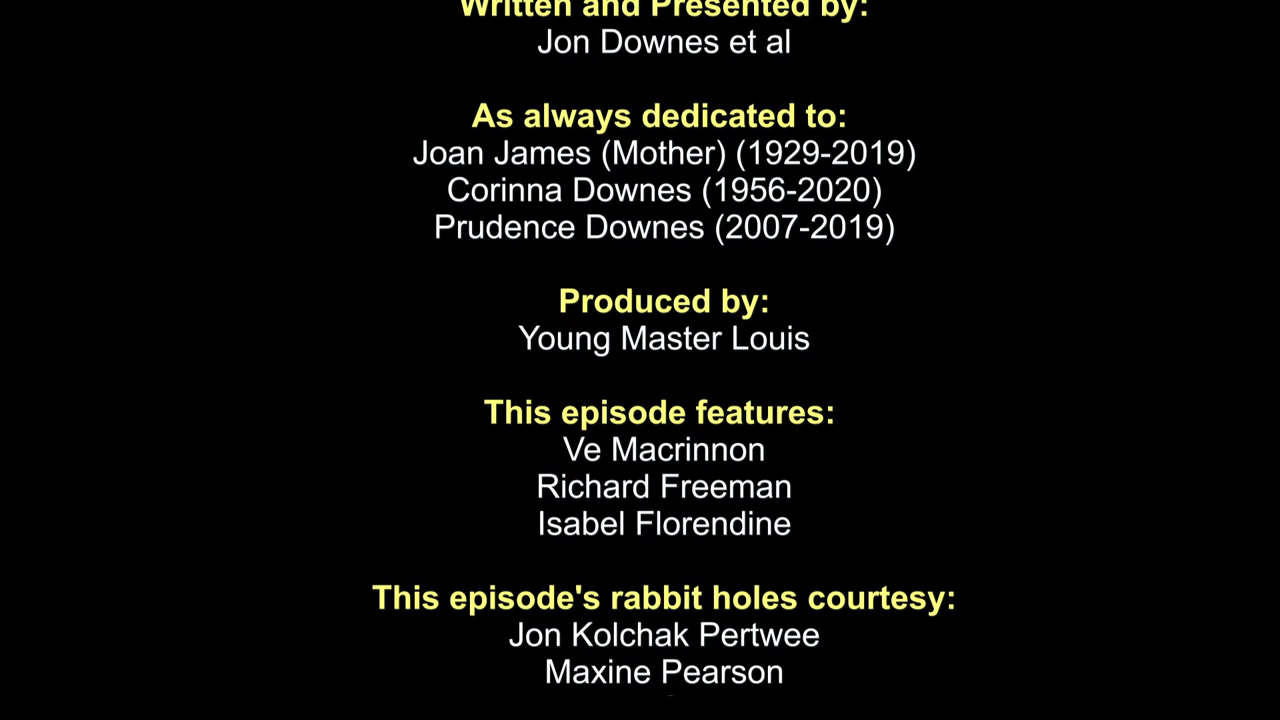 Written and Presented by:
Jon Downes et al
As always dedicated to:
Joan James (Mother) (1929-2019)
Corinna Downes (1956-2020)
Prudence Downes (2007-2019)
Produced by:
Young Master Louis
This episode features:
Ve Macrinnon
Richard Freeman
Isabel Florendine
This episode's rabbit holes courtesy:
Jon Kolchak Pertwee
Maxine Pearson